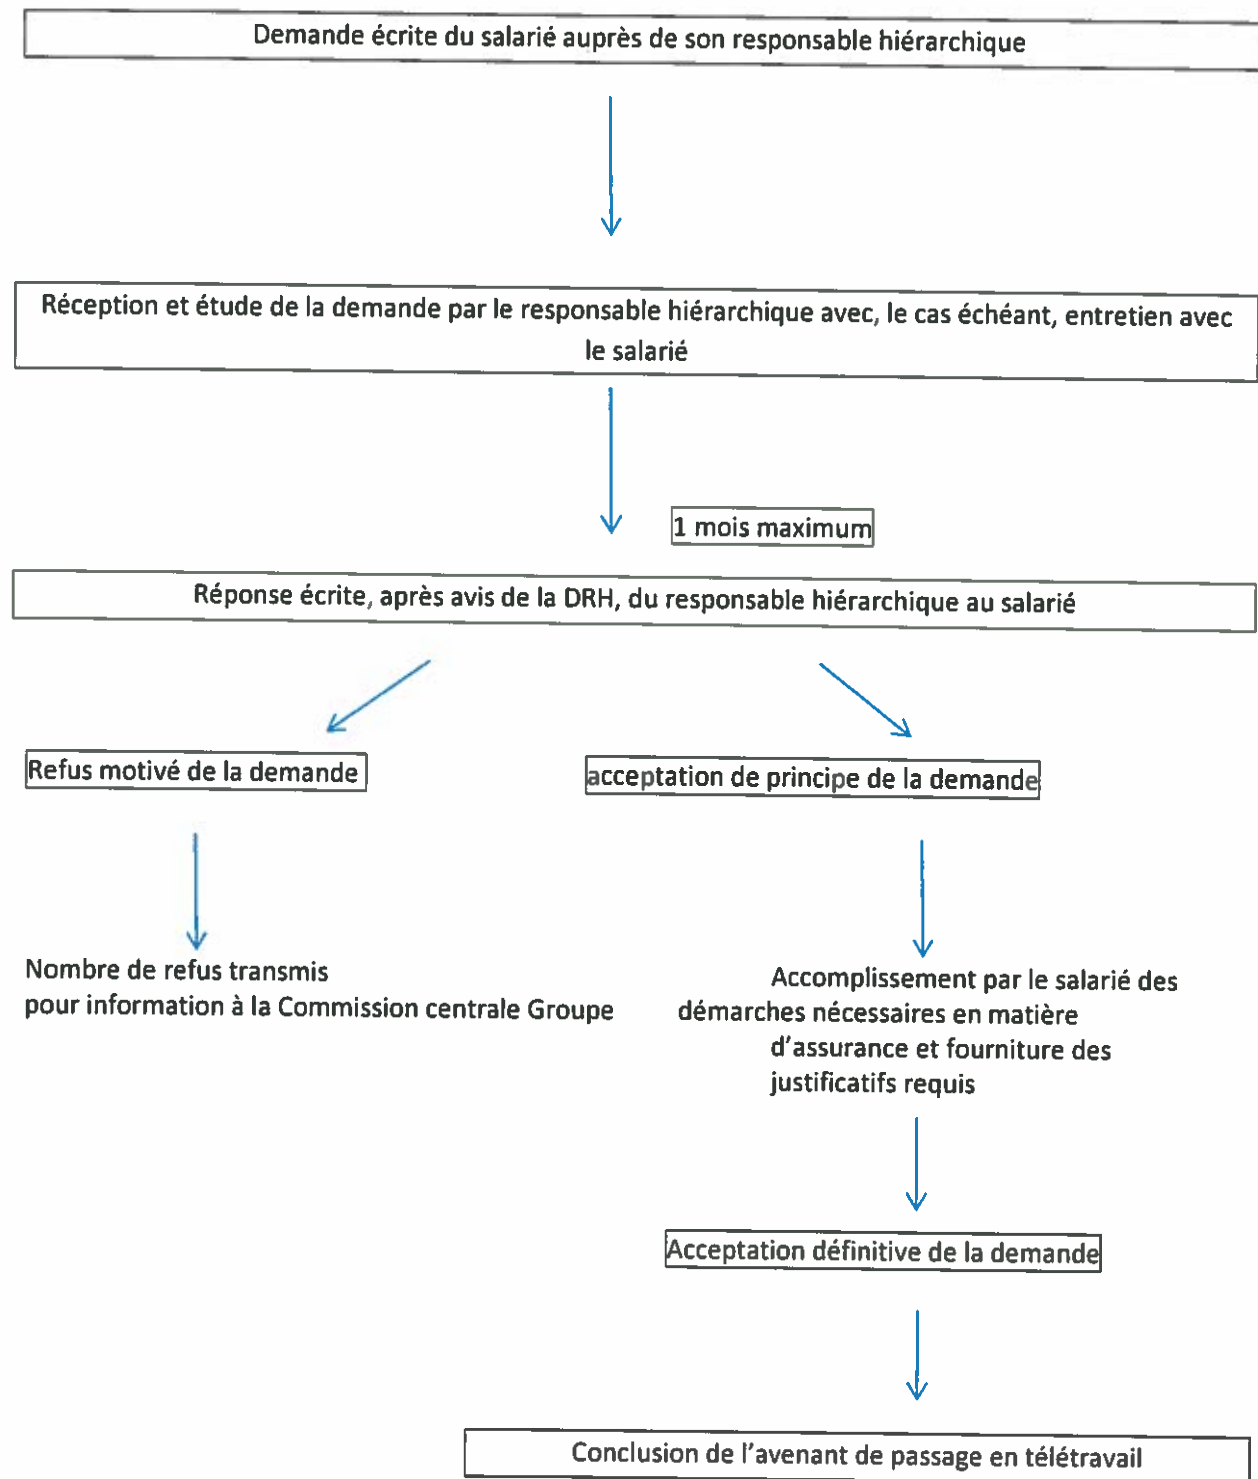 Demande écrite du salarié auprès de son responsable hiérarchique
Réception et étude de la demande par le responsable hiérarchique avec, le cas échéant, entretien avec
le salarié
1 mois maximum
Réponse écrite, après avis de la DRH, du responsable hiérarchique au salarié
Refus motivé de la demande
acceptation de principe de la demande
Nombre de refus transmis
pour information à la Commission centrale Groupe
Accomplissement par le salarié des
démarches nécessaires en matière
d'assurance et fourniture des
justificatifs requis
Acceptation définitive de la demande
Conclusion de l'avenant de passage en télétravail